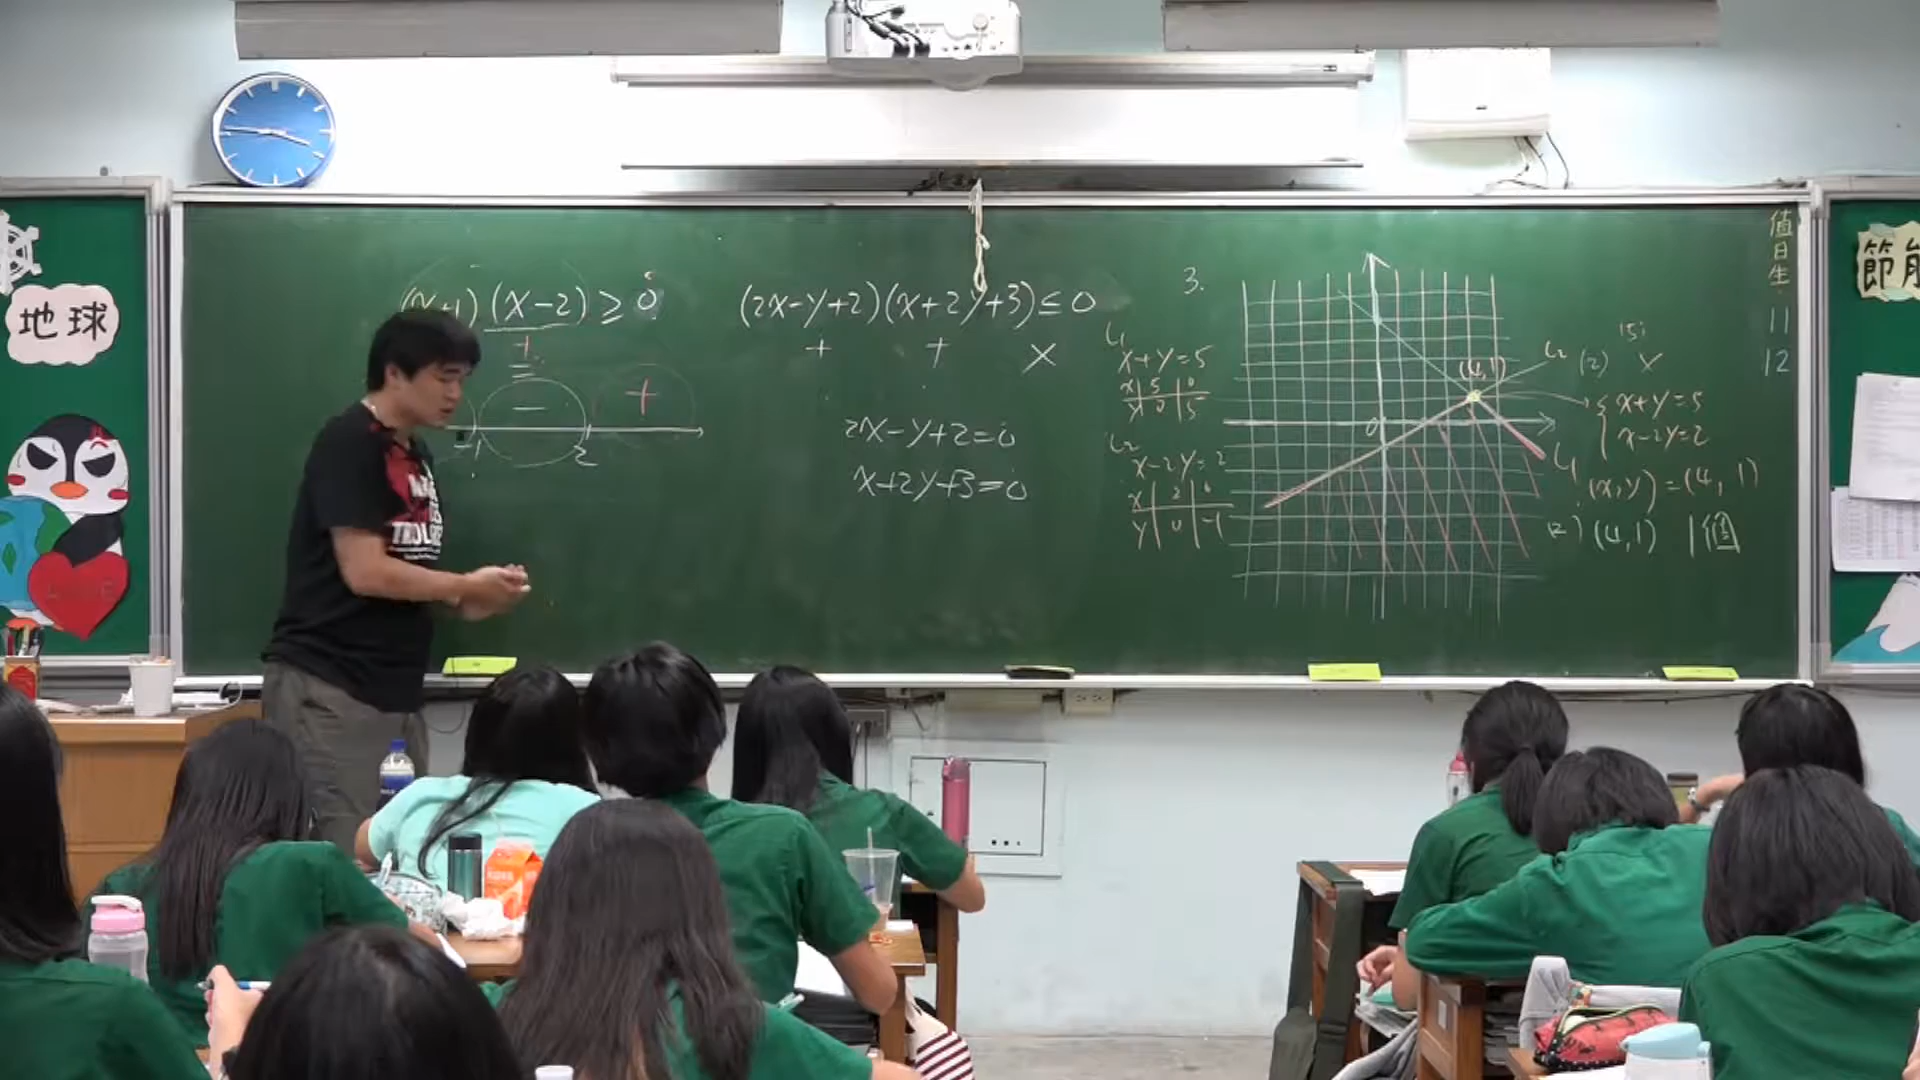 地球
(x+1)(x-2) ≥ 0
+
- +
-1 2
(2x-y+2)(x+2y+3) ≤ 0
+ + ×
2x-y+2=0
x+2y+3=0
3.
L1
x+y=5
x 5 0
y 0 5
L2
x-2y=2
x 2 0
y 0 -1
(4,1)
0
L2
L1
(2)
x+y=5
x-2y=2
(x,y)=(4,1)
(2) (4,1) 1個
值日生
11
12
節
LOVE